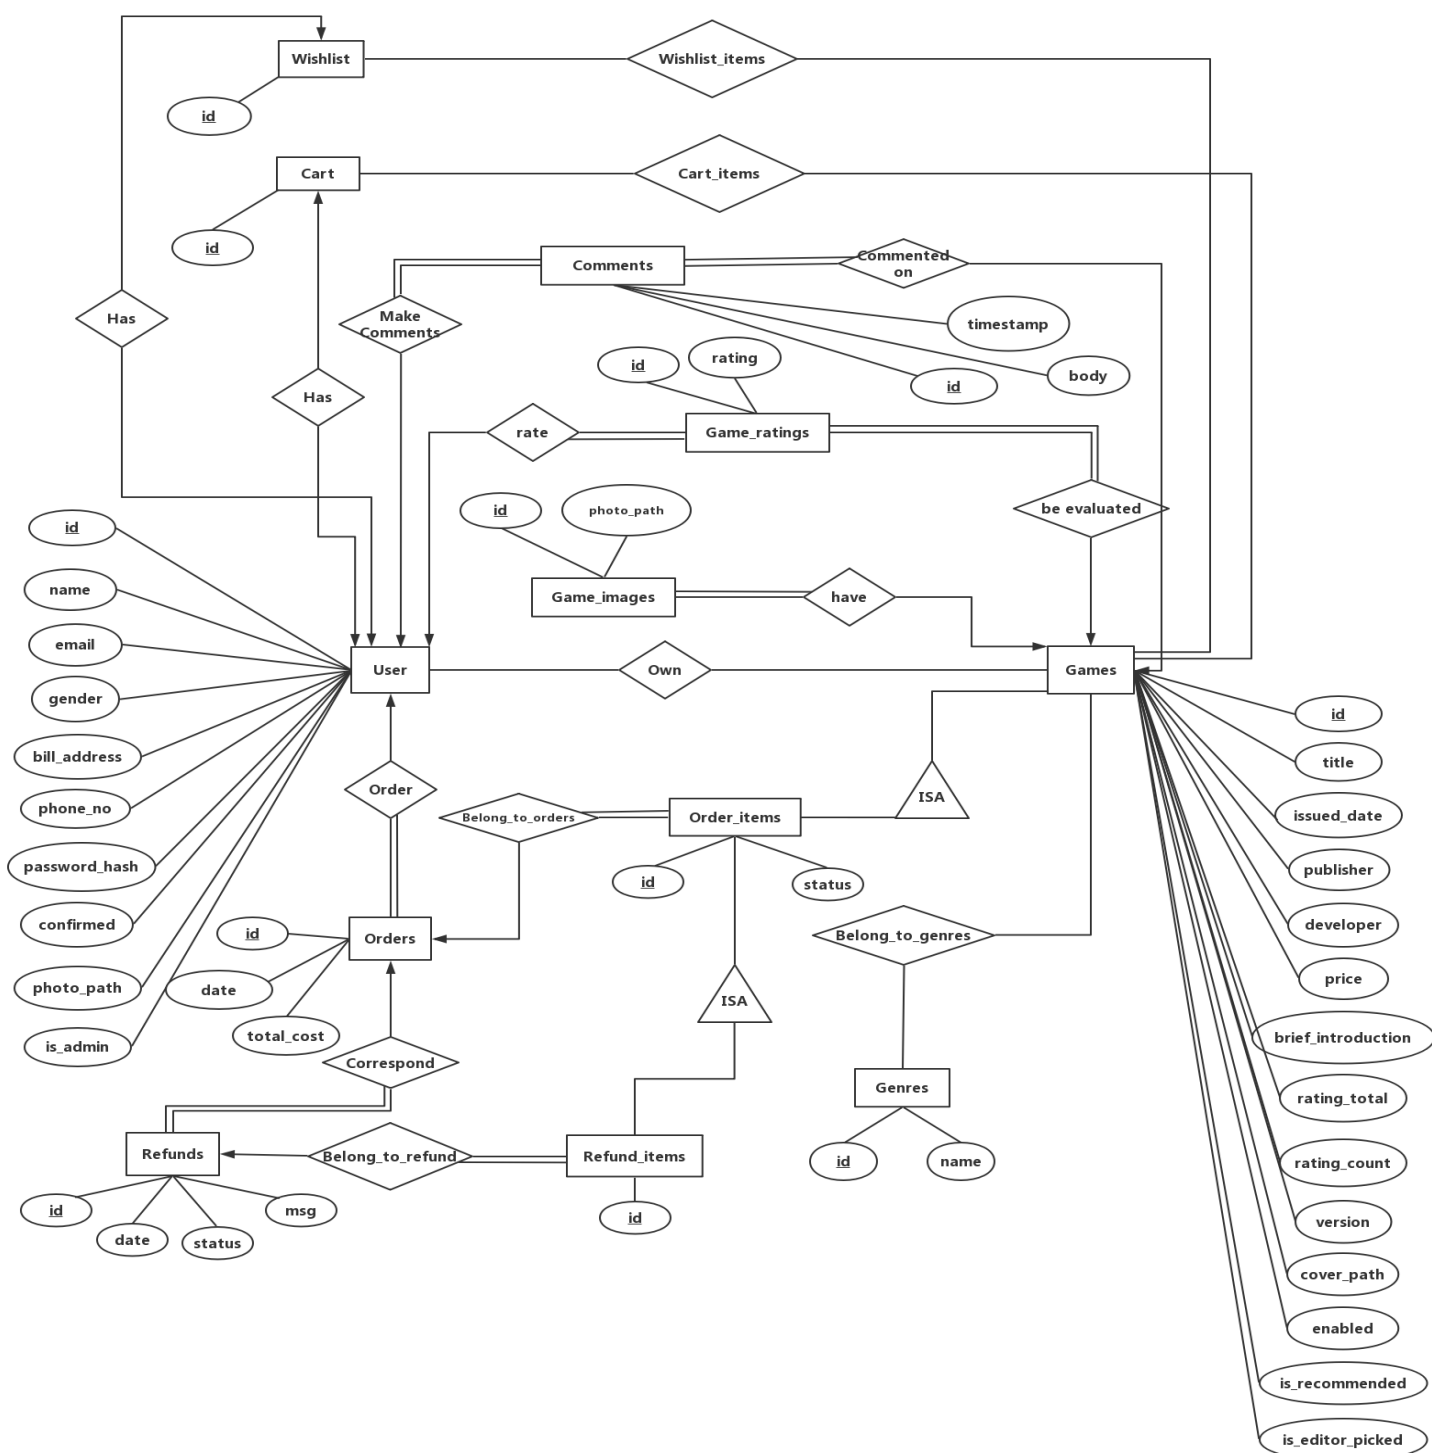 Wishlist
Wishlist_items
id
Cart
Cart_items
id
Comments
Commented
on
Has
Make
Comments
timestamp
id
rating
body
id
Has
rate
Game_ratings
id
photo_path
be evaluated
id
name
Game_images
have
email
User
Own
Games
gender
id
bill_address
title
phone_no
Order
ISA
Belong_to_orders
Order_items
issued_date
password_hash
id
status
publisher
confirmed
id
Orders
Belong_to_genres
developer
photo_path
date
price
ISA
is_admin
total_cost
brief_introduction
Correspond
Genres
rating_total
Refunds
Belong_to_refund
Refund_items
id
name
rating_count
id
msg
id
version
date
status
cover_path
enabled
is_recommended
is_editor_picked